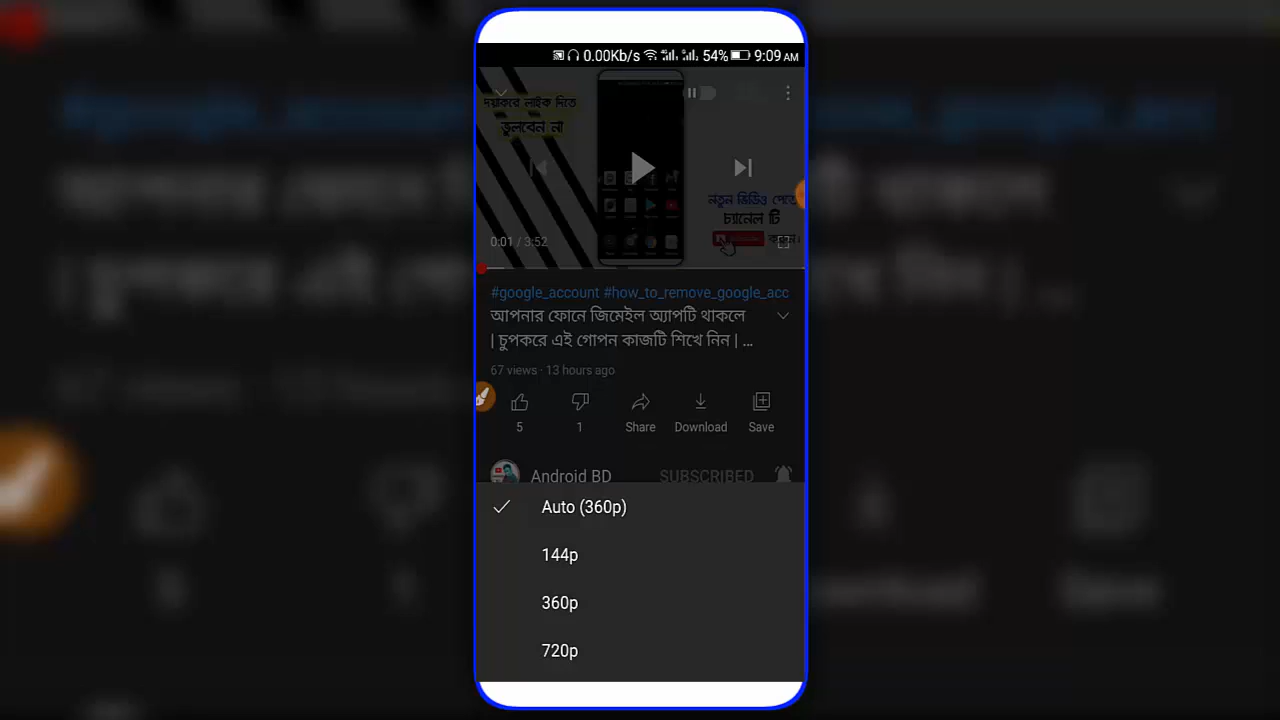 0.00Kb/s 54% 9:09 AM
দয়াকরে লাইক দিতে
ভুলবেন না
নতুন ভিডিও পেতে
চ্যানেল টি
করুন।
0:01 / 3:52
#google_account #how_to_remove_google_acc
আপনার ফোনে জিমেইল অ্যাপটি থাকলে
| চুপকরে এই গোপন কাজটি শিখে নিন | ...
67 views · 13 hours ago
5 1 Share Download Save
Android BD SUBSCRIBED
Auto (360p)
144p
360p
720p